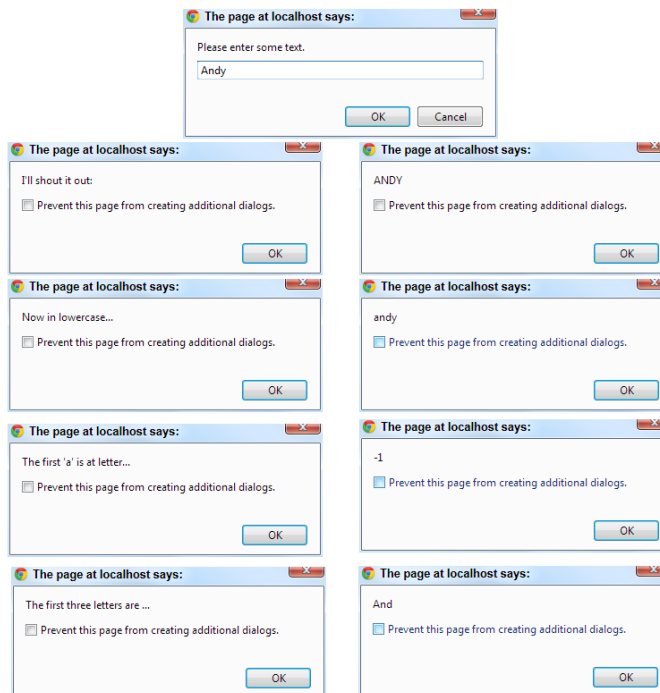 The page at localhost says:
Please enter some text.
Andy
OK Cancel
The page at localhost says:
I'll shout it out:
Prevent this page from creating additional dialogs.
OK
The page at localhost says:
ANDY
Prevent this page from creating additional dialogs.
OK
The page at localhost says:
Now in lowercase...
Prevent this page from creating additional dialogs.
OK
The page at localhost says:
andy
Prevent this page from creating additional dialogs.
OK
The page at localhost says:
The first 'a' is at letter...
Prevent this page from creating additional dialogs.
OK
The page at localhost says:
-1
Prevent this page from creating additional dialogs.
OK
The page at localhost says:
The first three letters are ...
Prevent this page from creating additional dialogs.
OK
The page at localhost says:
And
Prevent this page from creating additional dialogs.
OK